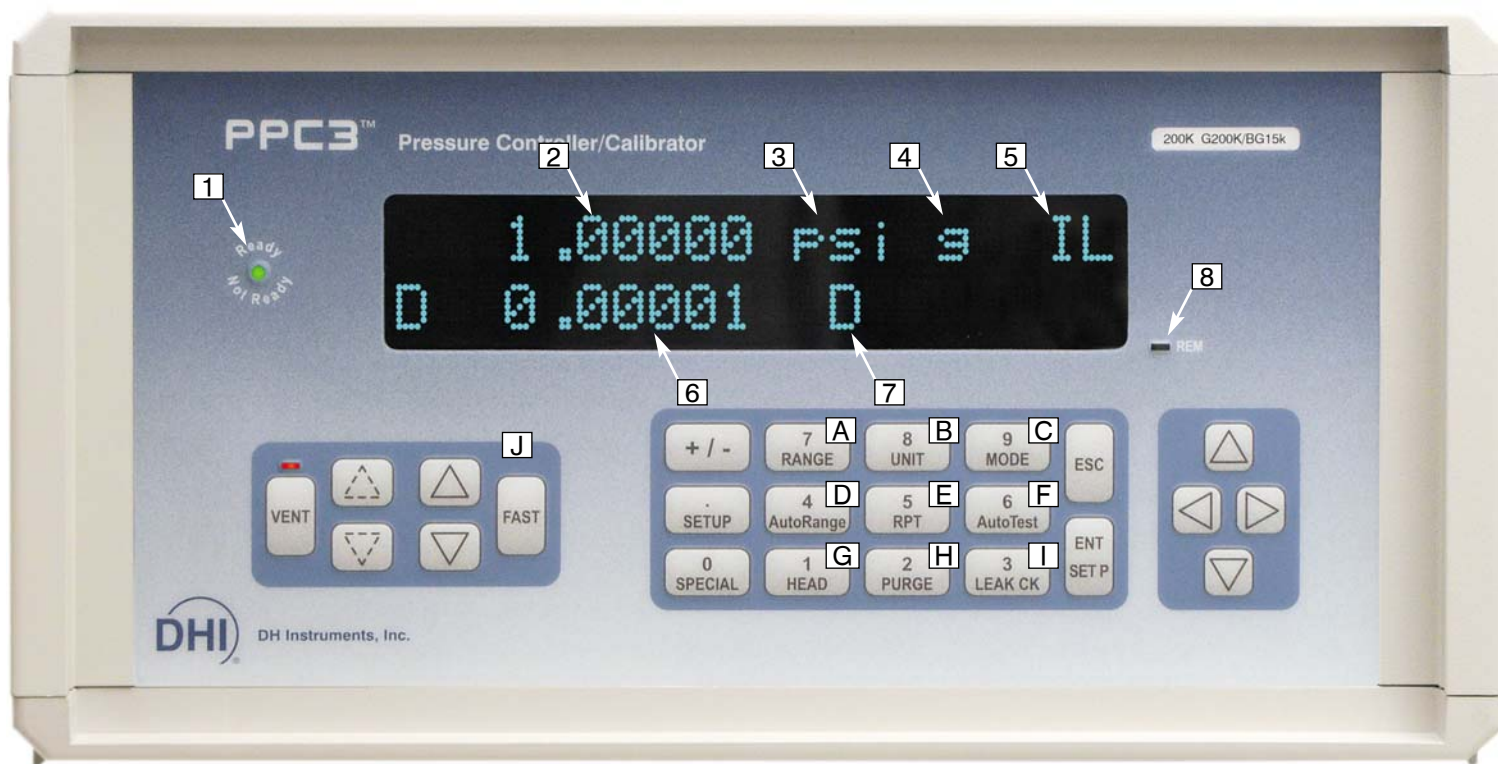 PPC3™ Pressure Controller/Calibrator
200K G200K/BG15k
1
2
3
4
5
Ready
Not Ready
1.00000 psi g IL
D 0.00001 D
8
REM
6
7
J
VENT
FAST
+ / -
7 A
RANGE
8 B
UNIT
9 C
MODE
ESC
.
SETUP
4 D
AutoRange
5 E
RPT
6 F
AutoTest
ENT
SET P
0
SPECIAL
1 G
HEAD
2 H
PURGE
3 I
LEAK CK
DHI®
DH Instruments, Inc.